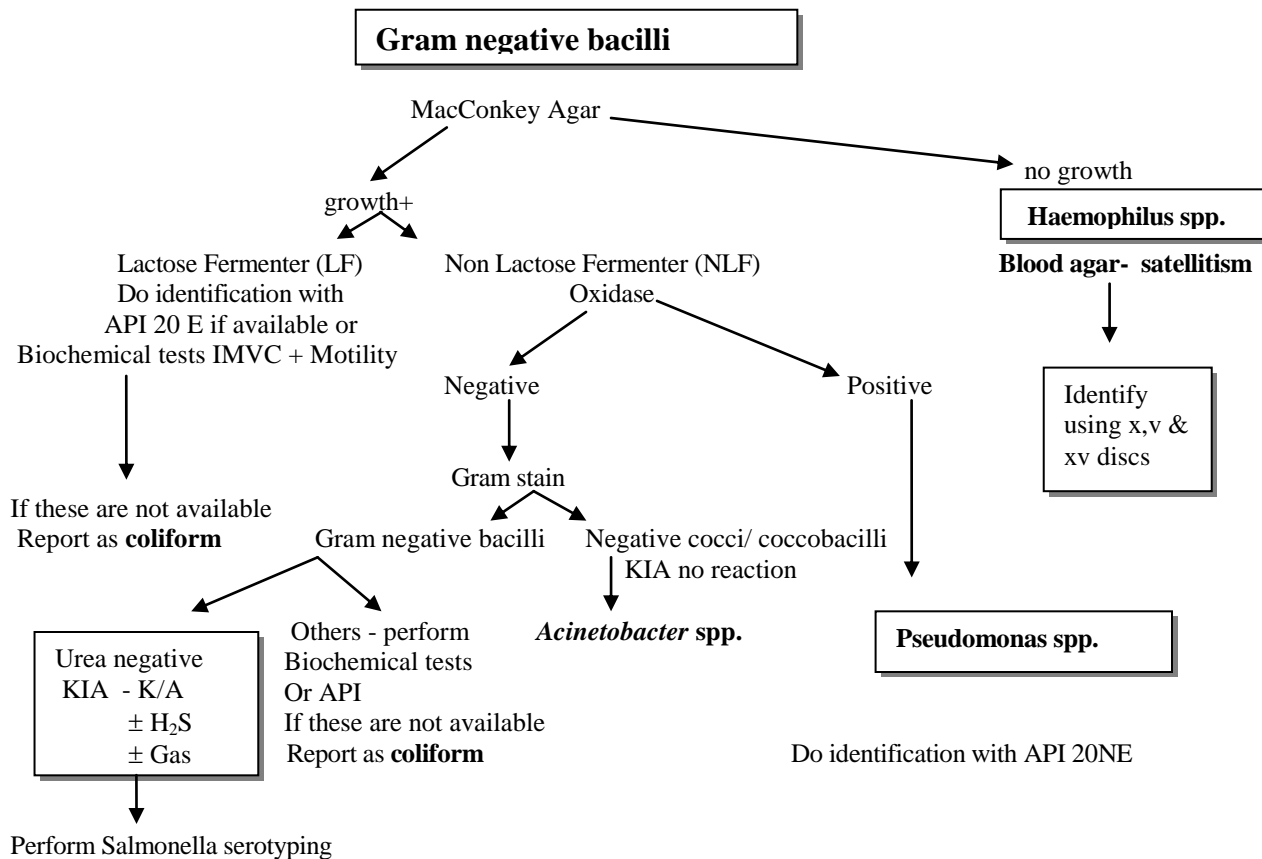 Gram negative bacilli
MacConkey Agar
no growth
growth+
Haemophilus spp.
Blood agar- satellitism
Lactose Fermenter (LF)
Do identification with
API 20 E if available or
Biochemical tests IMVC + Motility
Non Lactose Fermenter (NLF)
Oxidase
Negative
Positive
Identify
using x,v &
xv discs
Gram stain
If these are not available
Report as coliform
Gram negative bacilli
Negative cocci/ coccobacilli
KIA no reaction
Urea negative
KIA - K/A
± H₂S
± Gas
Others - perform
Biochemical tests
Or API
If these are not available
Report as coliform
Acinetobacter spp.
Pseudomonas spp.
Do identification with API 20NE
Perform Salmonella serotyping